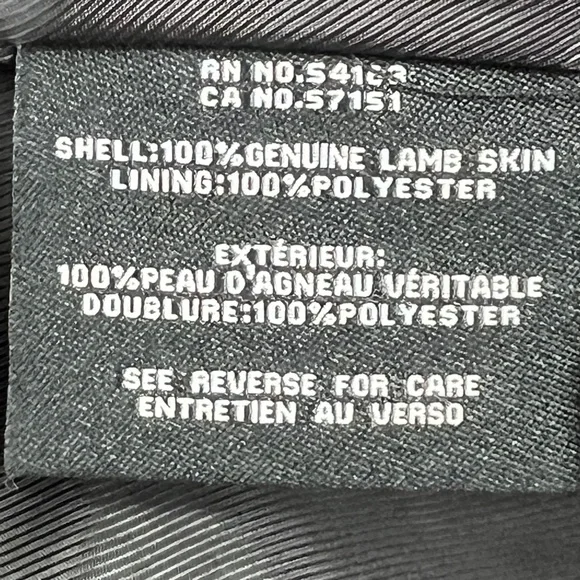 RN NO.
CA NO.57151
SHELL:100%GENUINE LAMB SKIN
LINING:100%POLYESTER
EXTÉRIEUR:
100%PEAU D'AGNEAU VÉRITABLE
DOUBLURE:100%POLYESTER
SEE REVERSE FOR CARE
ENTRETIEN AU VERSO